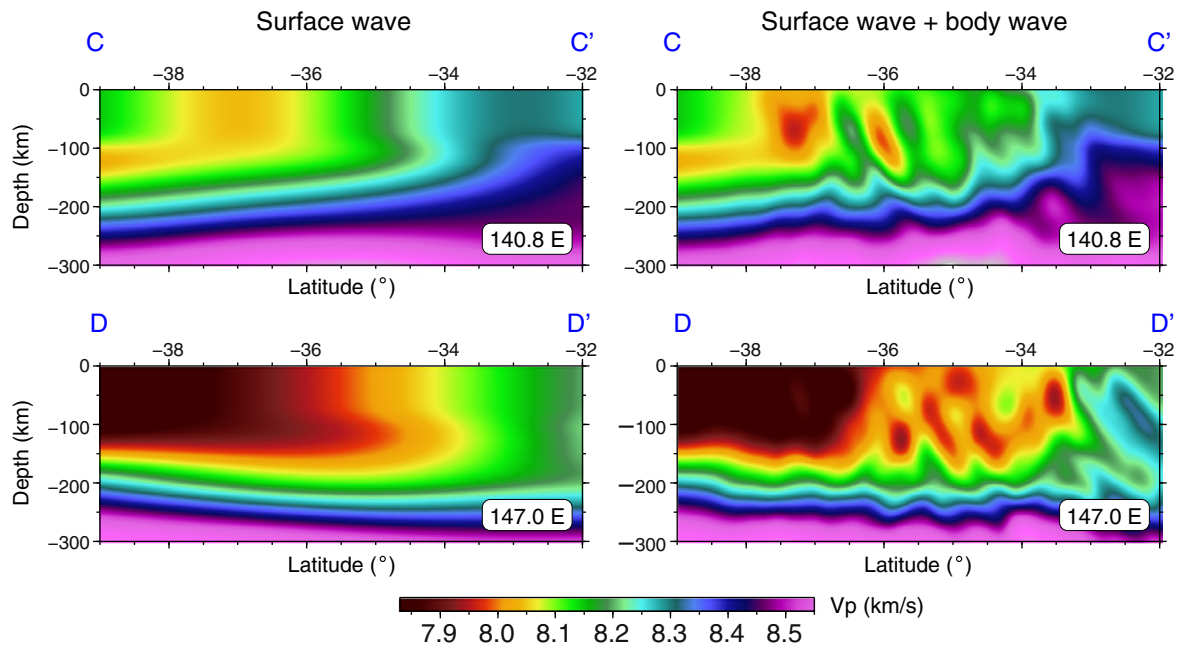 Surface wave
Surface wave + body wave
C C’ C C’
−38 −36 −34 −32 −38 −36 −34 −32
0 0
−100 −100
−200 −200
−300 −300
Depth (km)
140.8 E 140.8 E
Latitude (°) Latitude (°)
D D’ D D’
−38 −36 −34 −32 −38 −36 −34 −32
0 0
−100 −100
−200 −200
−300 −300
Depth (km)
147.0 E 147.0 E
Latitude (°) Latitude (°)
Vp (km/s)
7.9 8.0 8.1 8.2 8.3 8.4 8.5